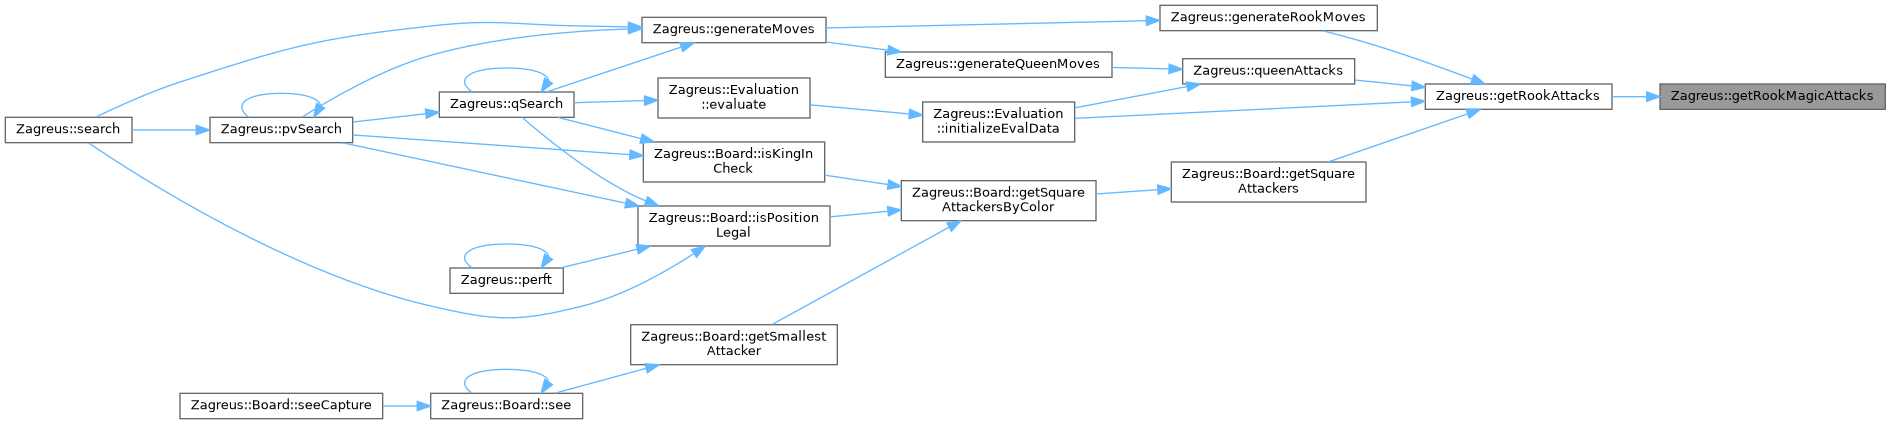 Zagreus::generateRookMoves
Zagreus::generateMoves
Zagreus::generateQueenMoves
Zagreus::queenAttacks
Zagreus::getRookAttacks
Zagreus::getRookMagicAttacks
Zagreus::qSearch
Zagreus::Evaluation
::evaluate
Zagreus::Evaluation
::initializeEvalData
Zagreus::search
Zagreus::pvSearch
Zagreus::Board::isKingIn
Check
Zagreus::Board::getSquare
Attackers
Zagreus::Board::getSquare
AttackersByColor
Zagreus::Board::isPosition
Legal
Zagreus::perft
Zagreus::Board::getSmallest
Attacker
Zagreus::Board::seeCapture
Zagreus::Board::see